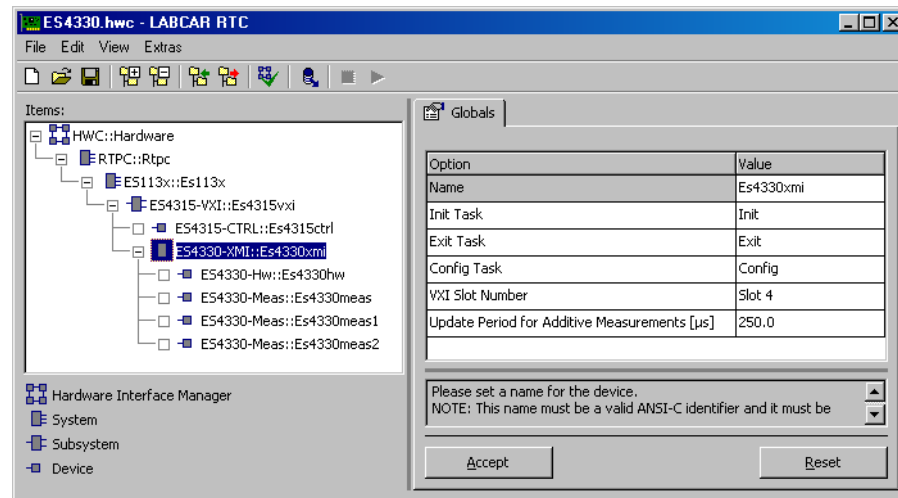 ES4330.hwc - LABCAR RTC
File Edit View Extras
Items:
HWC::Hardware
RTPC::Rtpc
ES113x::Es113x
ES4315-VXI::Es4315vxi
ES4315-CTRL::Es4315ctrl
ES4330-XMI::Es4330xmi
ES4330-Hw::Es4330hw
ES4330-Meas::Es4330meas
ES4330-Meas::Es4330meas1
ES4330-Meas::Es4330meas2
Hardware Interface Manager
System
Subsystem
Device
Globals
Option Value
Name Es4330xmi
Init Task Init
Exit Task Exit
Config Task Config
VXI Slot Number Slot 4
Update Period for Additive Measurements [µs] 250.0
Please set a name for the device.
NOTE: This name must be a valid ANSI-C identifier and it must be
Accept Reset